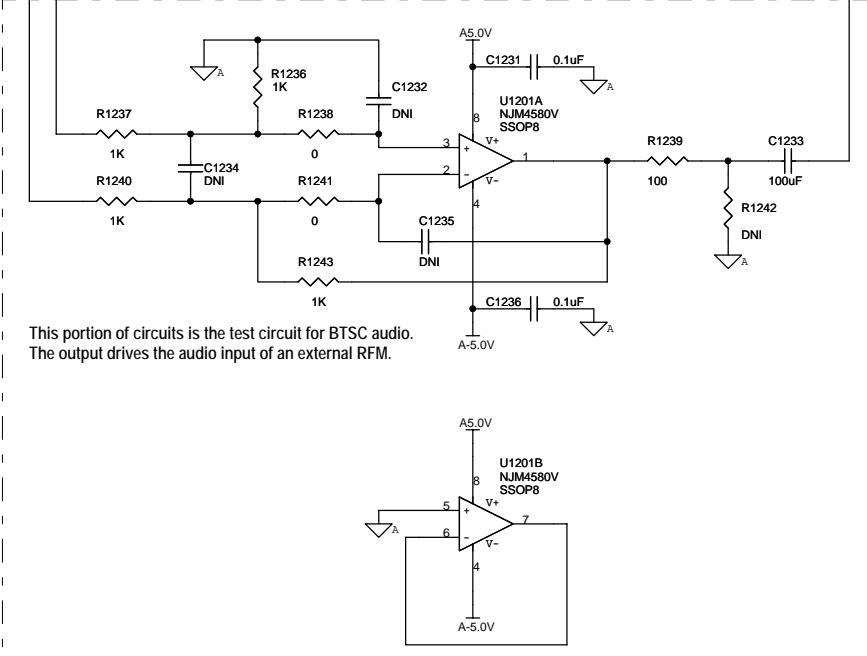 A5.0V
C1231 0.1uF
A
R1236
1K
A
C1232
DNI
U1201A
NJM4580V
SSOP8
R1237
1K
R1238
0
8
V+
3 +
2 -
1
V-
4
C1234
DNI
R1239
100
C1233
100uF
R1240
1K
R1241
0
R1242
DNI
A
C1235
DNI
R1243
1K
C1236 0.1uF
A
A-5.0V
This portion of circuits is the test circuit for BTSC audio.
The output drives the audio input of an external RFM.
A5.0V
U1201B
NJM4580V
SSOP8
8
V+
5 +
6 -
7
V-
4
A
A-5.0V